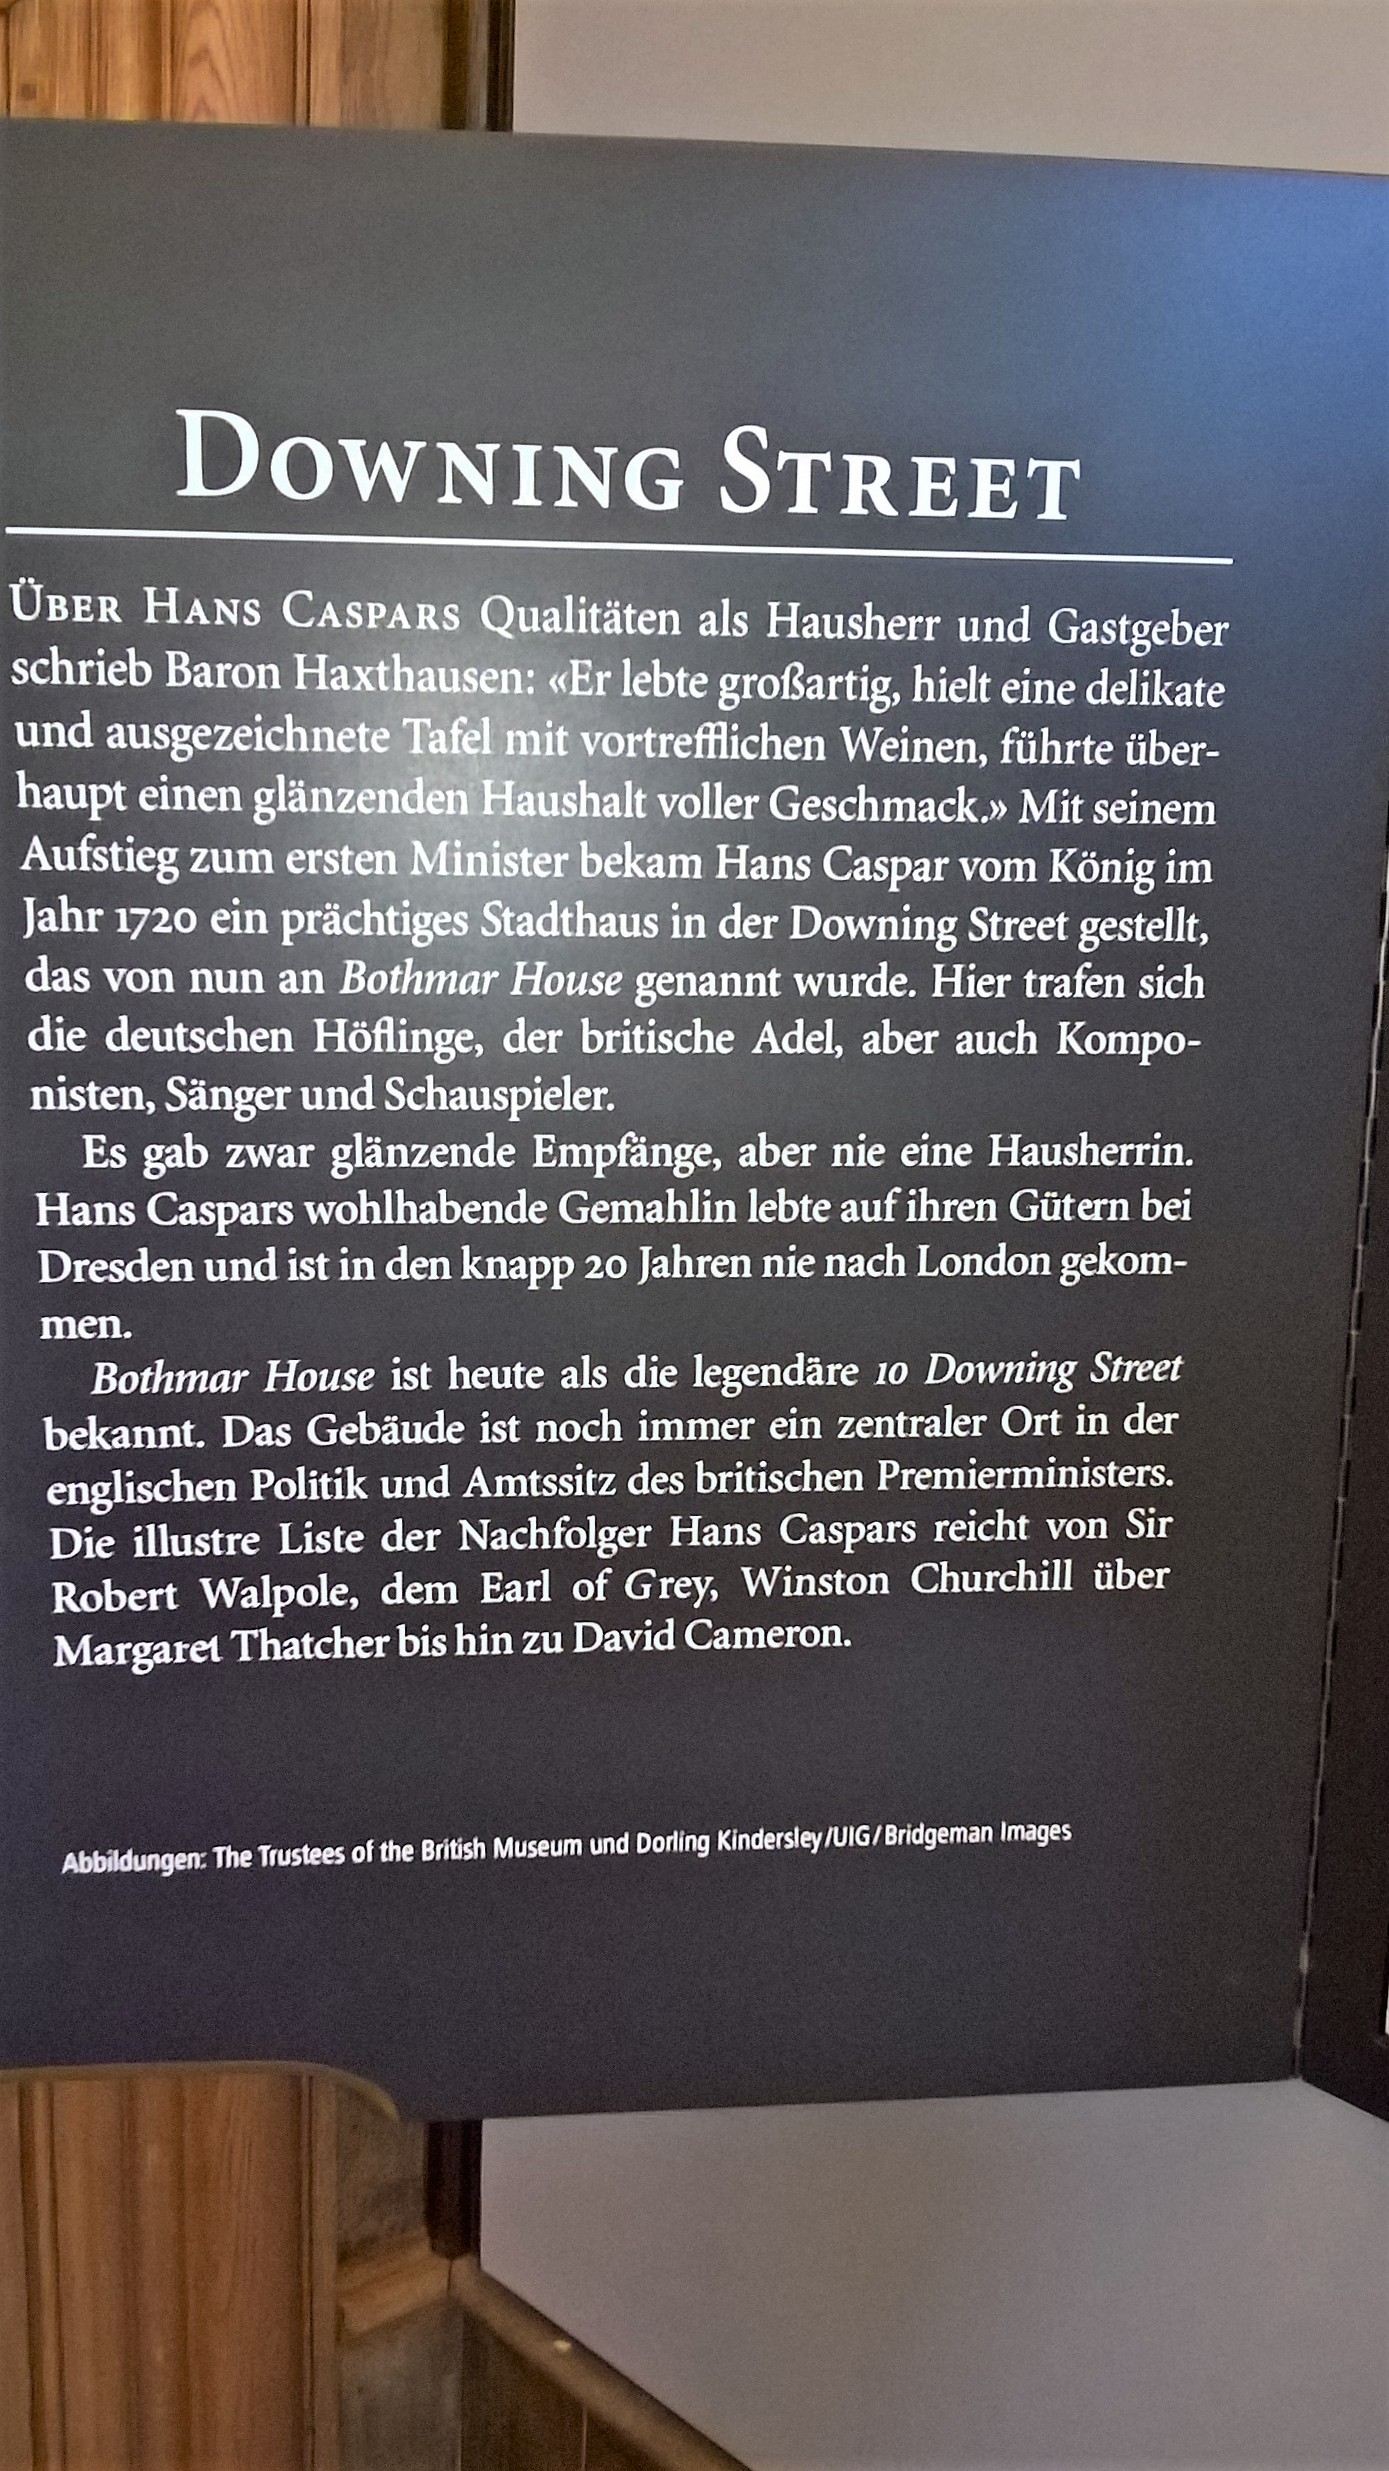 DOWNING STREET
ÜBER HANS CASPARS Qualitäten als Hausherr und Gastgeber
schrieb Baron Haxthausen: «Er lebte großartig, hielt eine delikate
und ausgezeichnete Tafel mit vortrefflichen Weinen, führte über-
haupt einen glänzenden Haushalt voller Geschmack.» Mit seinem
Aufstieg zum ersten Minister bekam Hans Caspar vom König im
Jahr 1720 ein prächtiges Stadthaus in der Downing Street gestellt,
das von nun an Bothmar House genannt wurde. Hier trafen sich
die deutschen Höflinge, der britische Adel, aber auch Kompo-
nisten, Sänger und Schauspieler.
Es gab zwar glänzende Empfänge, aber nie eine Hausherrin.
Hans Caspars wohlhabende Gemahlin lebte auf ihren Gütern bei
Dresden und ist in den knapp 20 Jahren nie nach London gekom-
men.
Bothmar House ist heute als die legendäre 10 Downing Street
bekannt. Das Gebäude ist noch immer ein zentraler Ort in der
englischen Politik und Amtssitz des britischen Premierministers.
Die illustre Liste der Nachfolger Hans Caspars reicht von Sir
Robert Walpole, dem Earl of Grey, Winston Churchill über
Margaret Thatcher bis hin zu David Cameron.
Abbildungen: The Trustees of the British Museum und Dorling Kindersley/UIG/Bridgeman Images